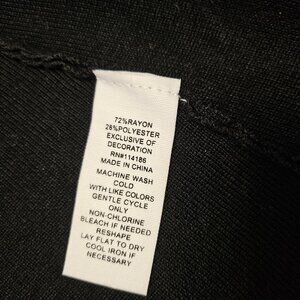 72%RAYON
28%POLYESTER
EXCLUSIVE OF
DECORATION
RN#114186
MADE IN CHINA
MACHINE WASH
COLD
WITH LIKE COLORS
GENTLE CYCLE
ONLY
NON-CHLORINE
BLEACH IF NEEDED
RESHAPE
LAY FLAT TO DRY
COOL IRON IF
NECESSARY